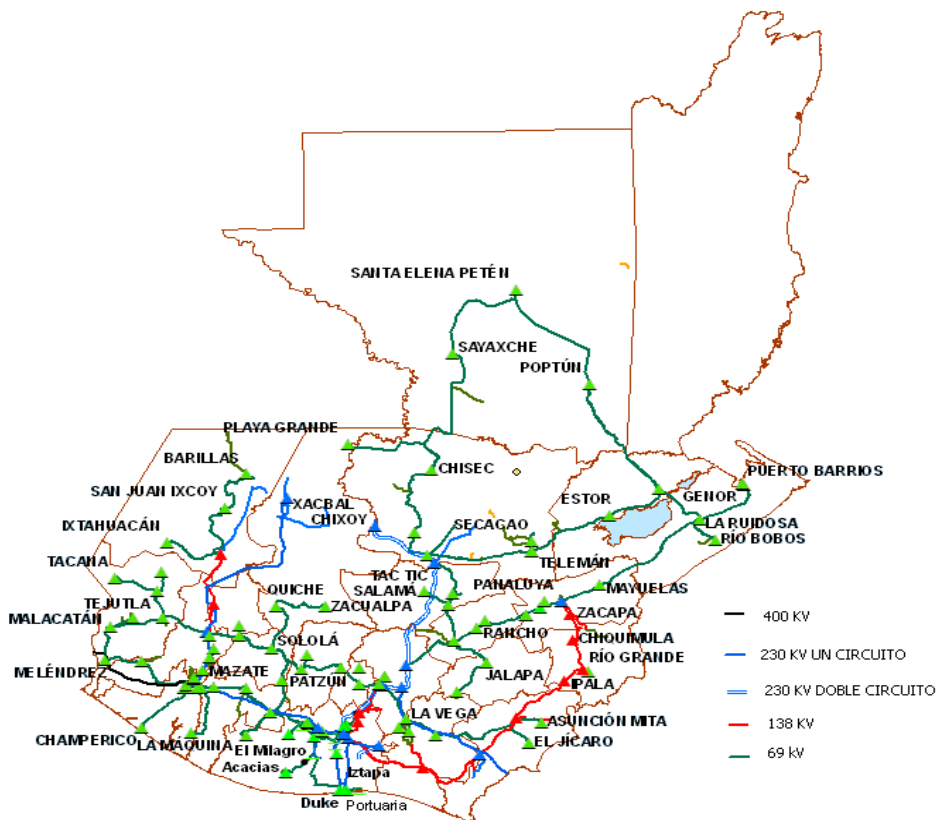 SANTA ELENA PETÉN
SAYAXCHE
POPTÚN
PLAYA GRANDE
BARILLAS
CHISEC
PUERTO BARRIOS
SAN JUAN IXCOY
XACBAL
ESTOR
GENOR
CHIXOY
IXTAHUACÁN
SECAGAO
LA RUIDOSA
RÍO BOBOS
TACANA
TELEMÁN
TAC TIC
PANALUYA
QUICHE
SALAMÁ
MAYUELAS
TEJUTLA
ZACUALPA
ZACAPA
400 KV
MALACATÁN
SOLOLÁ
RANCHO
CHIQUIMULA
RÍO GRANDE
230 KV UN CIRCUITO
MELÉNDREZ
MAZATE
PATZÚN
JALAPA
IPALA
230 KV DOBLE CIRCUITO
LA VEGA
ASUNCIÓN MITA
138 KV
CHAMPERICO
LA MÁQUINA
EL JÍCARO
El Milagro
69 KV
Acacias
Iztapa
Duke
Portuaria